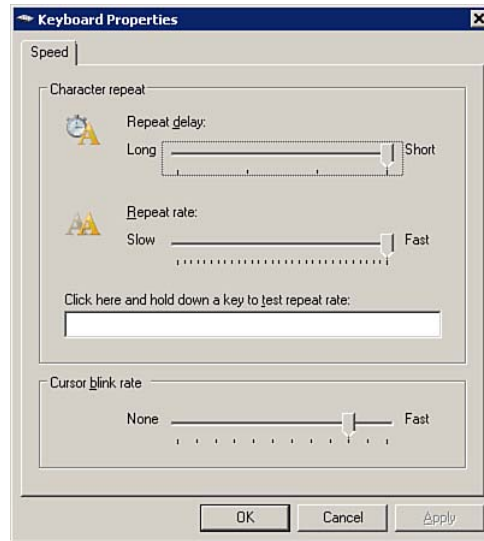 Keyboard Properties
Speed
Character repeat
Repeat delay:
Long Short
Repeat rate:
Slow Fast
Click here and hold down a key to test repeat rate:
Cursor blink rate
None Fast
OK Cancel Apply